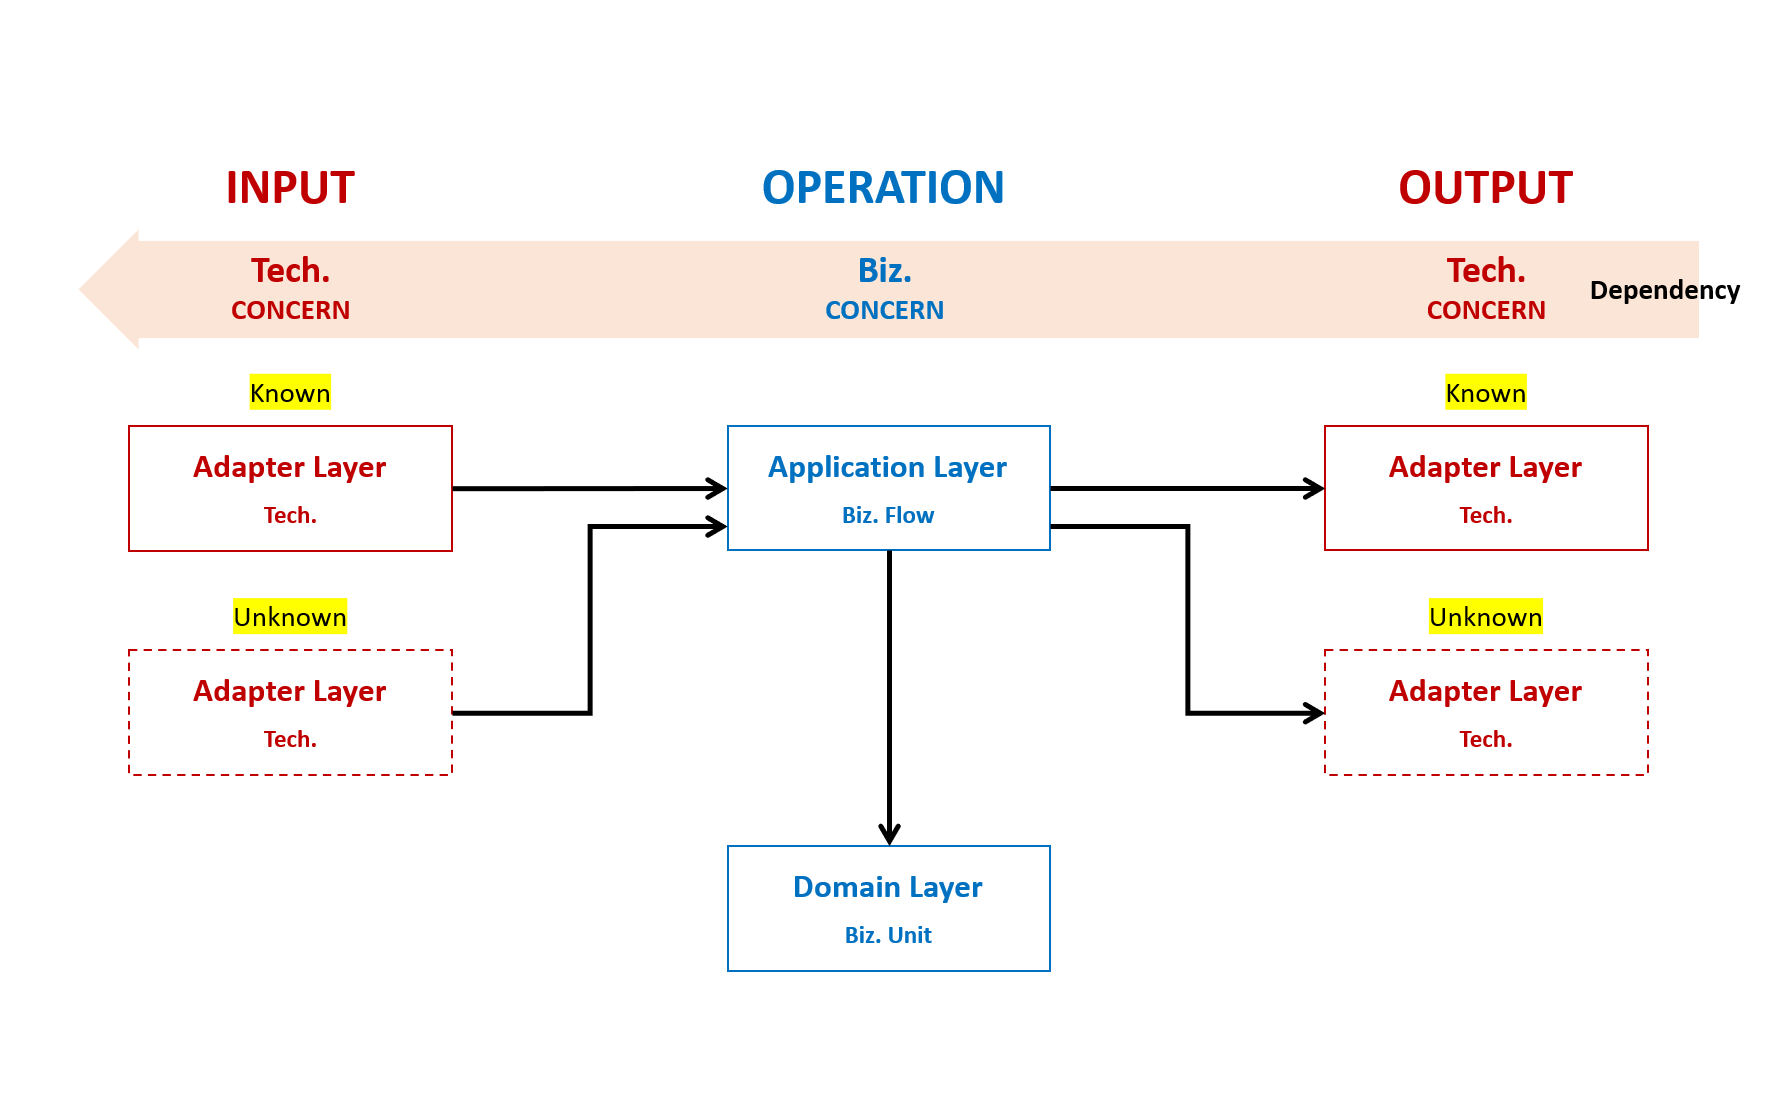 INPUT
OPERATION
OUTPUT
Tech.
CONCERN
Biz.
CONCERN
Tech.
CONCERN
Dependency
Known
Known
Adapter Layer
Tech.
Application Layer
Biz. Flow
Adapter Layer
Tech.
Unknown
Unknown
Adapter Layer
Tech.
Adapter Layer
Tech.
Domain Layer
Biz. Unit